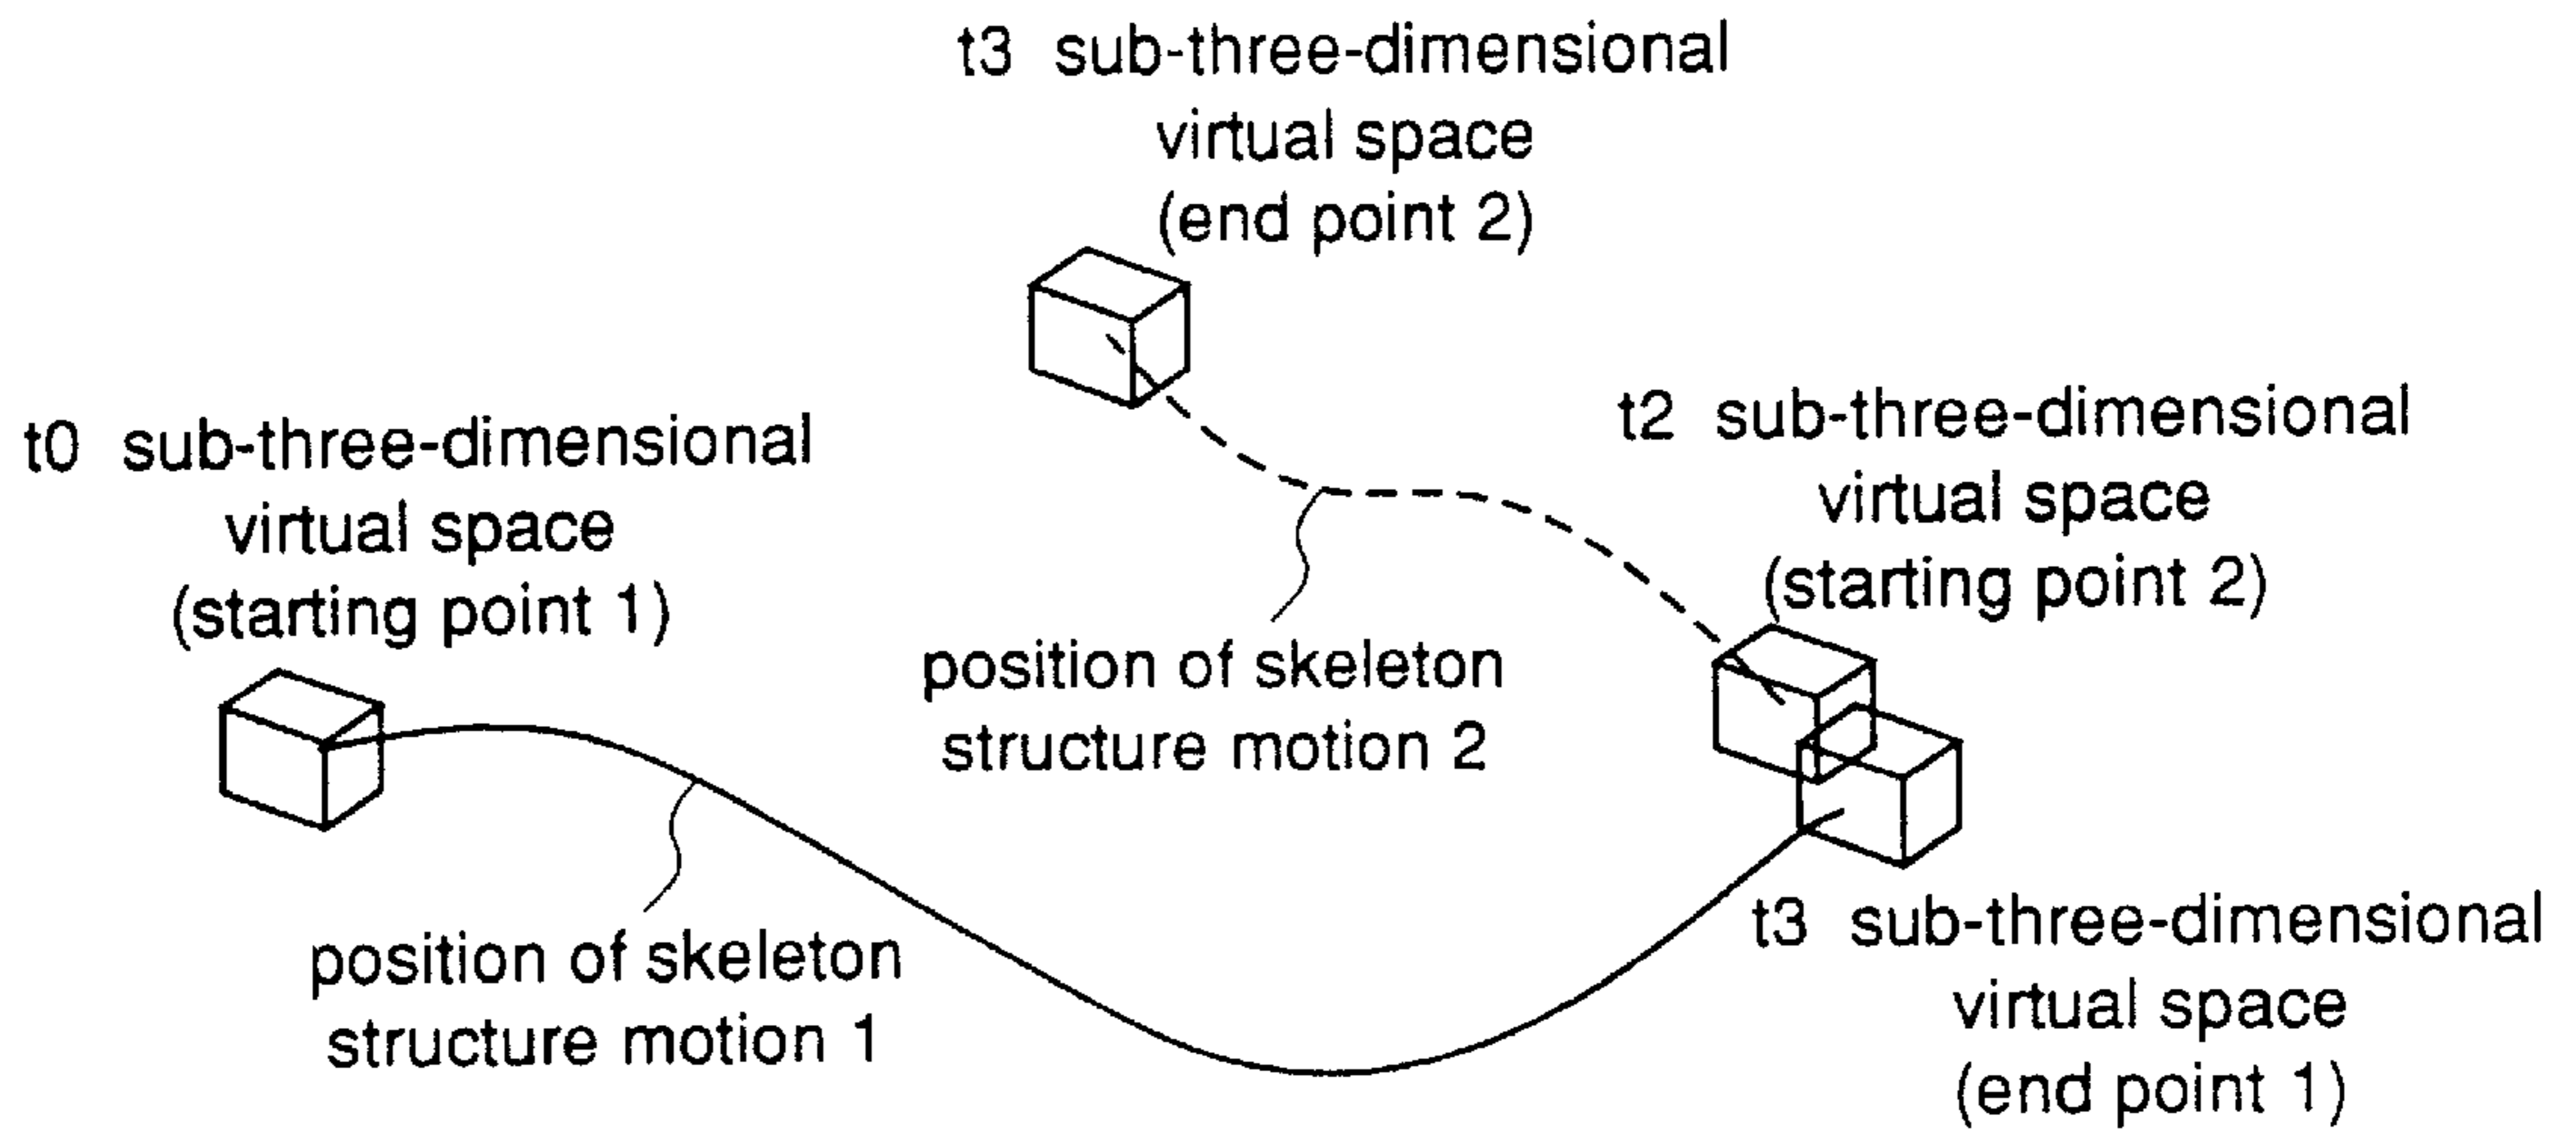 t3 sub-three-dimensional
virtual space
(end point 2)
t0 sub-three-dimensional
virtual space
(starting point 1)
t2 sub-three-dimensional
virtual space
(starting point 2)
position of skeleton
structure motion 2
position of skeleton
structure motion 1
t3 sub-three-dimensional
virtual space
(end point 1)